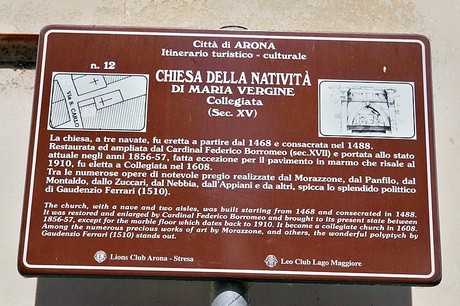 Città di ARONA
Itinerario turistico - culturale
n. 12
CHIESA DELLA NATIVITÀ
DI MARIA VERGINE
Collegiata
(Sec. XV)
VIA S. CARLO
La chiesa, a tre navate, fu eretta a partire dal 1468 e consacrata nel 1488.
Restaurata ed ampliata dal Cardinal Federico Borromeo (sec.XVII) e portata allo stato
attuale negli anni 1856-57, fatta eccezione per il pavimento in marmo che risale al
1910, fu eletta a Collegiata nel 1608.
Tra le numerose opere di notevole pregio realizzate dal Morazzone, dal Panfilo, dal
Montaldo, dallo Zuccari, dal Nebbia, dall'Appiani e da altri, spicca lo splendido polittico
di Gaudenzio Ferrari (1510).
The church, with a nave and two aisles, was built starting from 1468 and consecrated in 1488.
It was restored and enlarged by Cardinal Federico Borromeo and brought to its present state between
1856-57, except for the marble floor which dates back to 1910. It became a collegiate church in 1608.
Among the numerous precious works of art by Morazzone, and others, the wonderful polyptych by
Gaudenzio Ferrari (1510) stands out.
Lions Club Arona - Stresa
Leo Club Lago Maggiore